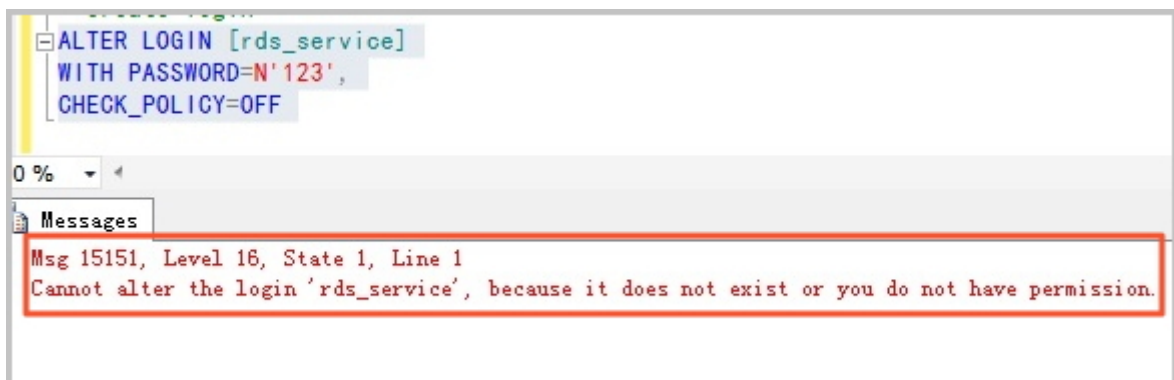 ALTER LOGIN [rds_service]
WITH PASSWORD=N'123',
CHECK_POLICY=OFF
0 %
Messages
Msg 15151, Level 16, State 1, Line 1
Cannot alter the login 'rds_service', because it does not exist or you do not have permission.